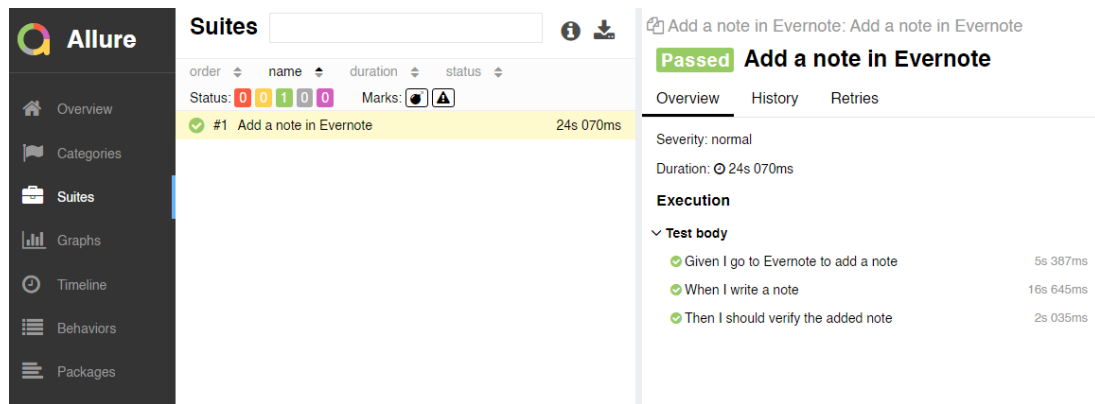 Allure
Overview
Categories
Suites
Graphs
Timeline
Behaviors
Packages
Suites
order name duration status
Status: 0 0 1 0 0 Marks:
#1 Add a note in Evernote 24s 070ms
Add a note in Evernote: Add a note in Evernote
Passed Add a note in Evernote
Overview History Retries
Severity: normal
Duration: 24s 070ms
Execution
Test body
Given I go to Evernote to add a note 5s 387ms
When I write a note 16s 645ms
Then I should verify the added note 2s 035ms